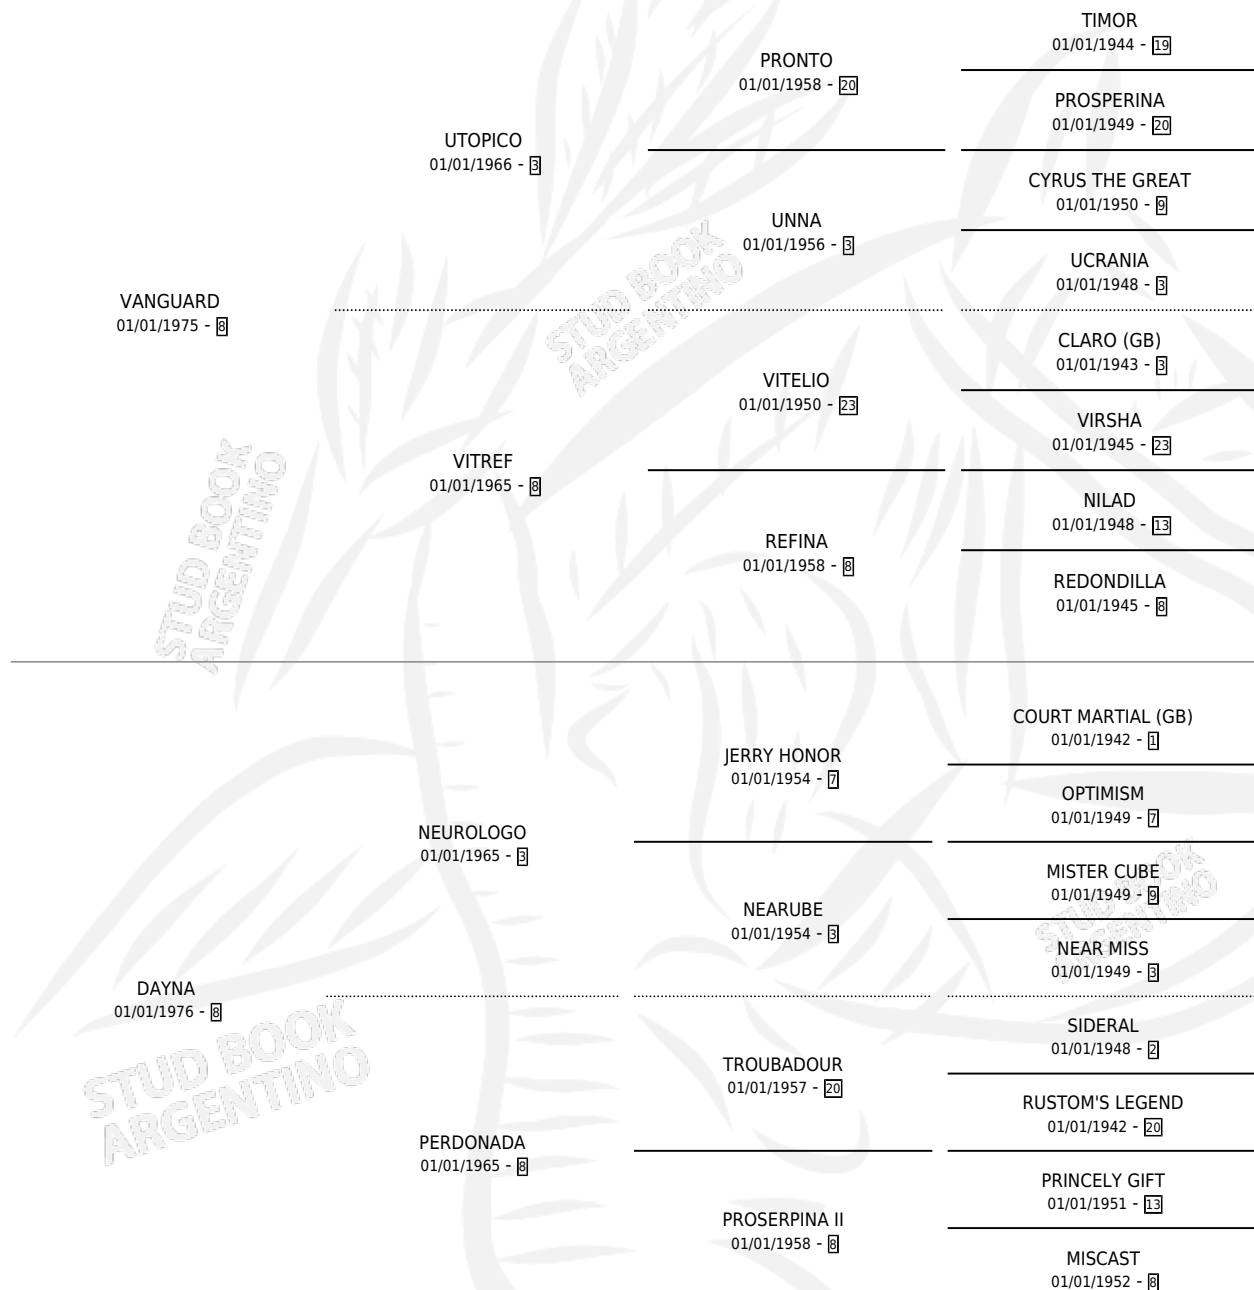 TIMOR
01/01/1944 - 19
PRONTO
01/01/1958 - 20
PROSPERINA
01/01/1949 - 20
UTOPICO
01/01/1966 - 3
CYRUS THE GREAT
01/01/1950 - 9
UNNA
01/01/1956 - 3
UCRANIA
01/01/1948 - 3
VANGUARD
01/01/1975 - 8
CLARO (GB)
01/01/1943 - 3
VITELIO
01/01/1950 - 23
VIRSHA
01/01/1945 - 23
VITREF
01/01/1965 - 8
NILAD
01/01/1948 - 13
REFINA
01/01/1958 - 8
REDONDILLA
01/01/1945 - 8
STUD BOOK
ARGENTINO
STUD BOOK
ARGENTINO
COURT MARTIAL (GB)
01/01/1942 - 1
JERRY HONOR
01/01/1954 - 7
OPTIMISM
01/01/1949 - 7
NEUROLOGO
01/01/1965 - 3
MISTER CUBE
01/01/1949 - 9
NEARUBE
01/01/1954 - 3
NEAR MISS
01/01/1949 - 3
DAYNA
01/01/1976 - 8
SIDERAL
01/01/1948 - 2
TROUBADOUR
01/01/1957 - 20
RUSTOM'S LEGEND
01/01/1942 - 20
PERDONADA
01/01/1965 - 8
PRINCELY GIFT
01/01/1951 - 13
PROSERPINA II
01/01/1958 - 8
MISCAST
01/01/1952 - 8
STUD BOOK
ARGENTINO
STUD BOOK
ARGENTINO